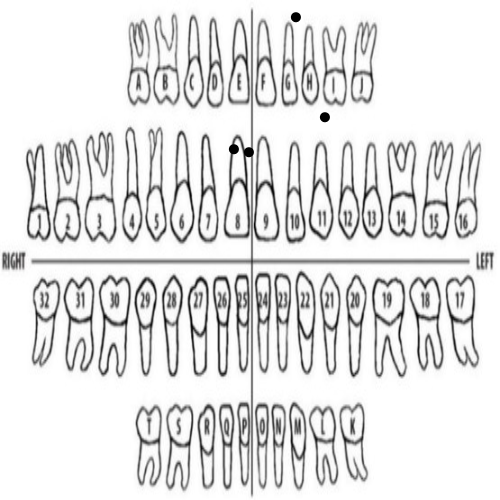 A B C D E F G H I J
1 2 3 4 5 6 7 8 9 10 11 12 13 14 15 16
RIGHT LEFT
32 31 30 29 28 27 26 25 24 23 22 21 20 19 18 17
T S R Q P O N M L K